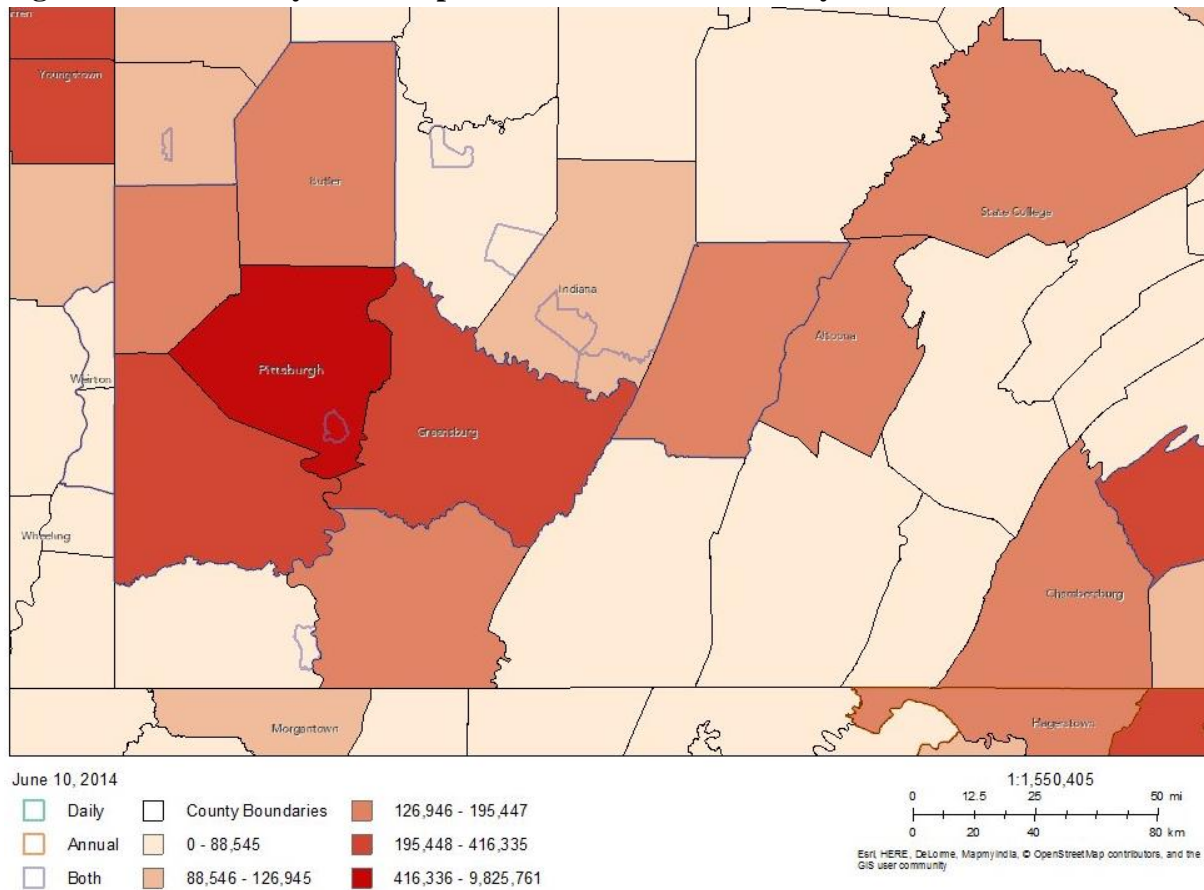 Youngstown
Butler
State College
Indiana
Altoona
Pittsburgh
Weirton
Greensburg
Wheeling
Chambersburg
Morgantown
Hagerstown
June 10, 2014
Daily
Annual
Both
County Boundaries
0 - 88,545
88,546 - 126,945
126,946 - 195,447
195,448 - 416,335
416,336 - 9,825,761
1:1,550,405
0 12.5 25 50 mi
0 20 40 80 km
Esri, HERE, DeLorme, MapmyIndia, © OpenStreetMap contributors, and the
GIS user community